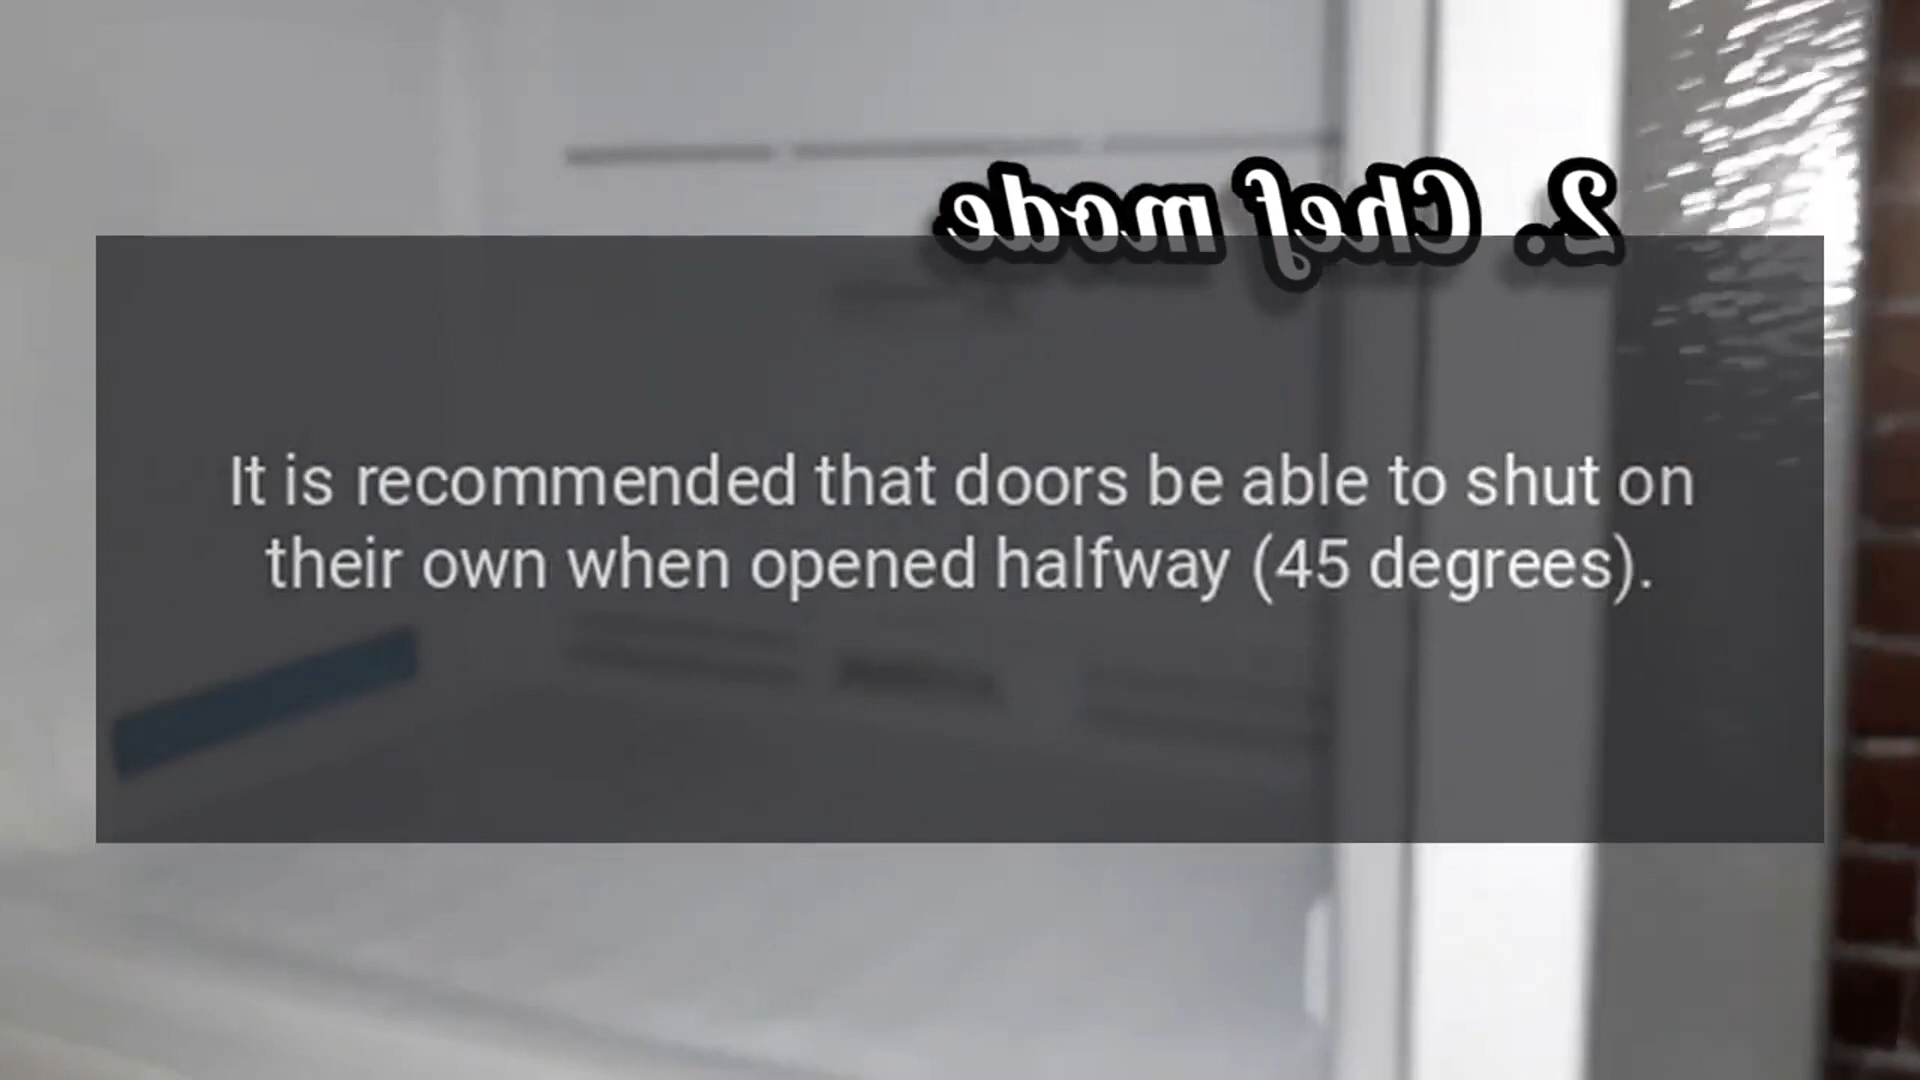 2. Chef mode
It is recommended that doors be able to shut on
their own when opened halfway (45 degrees).